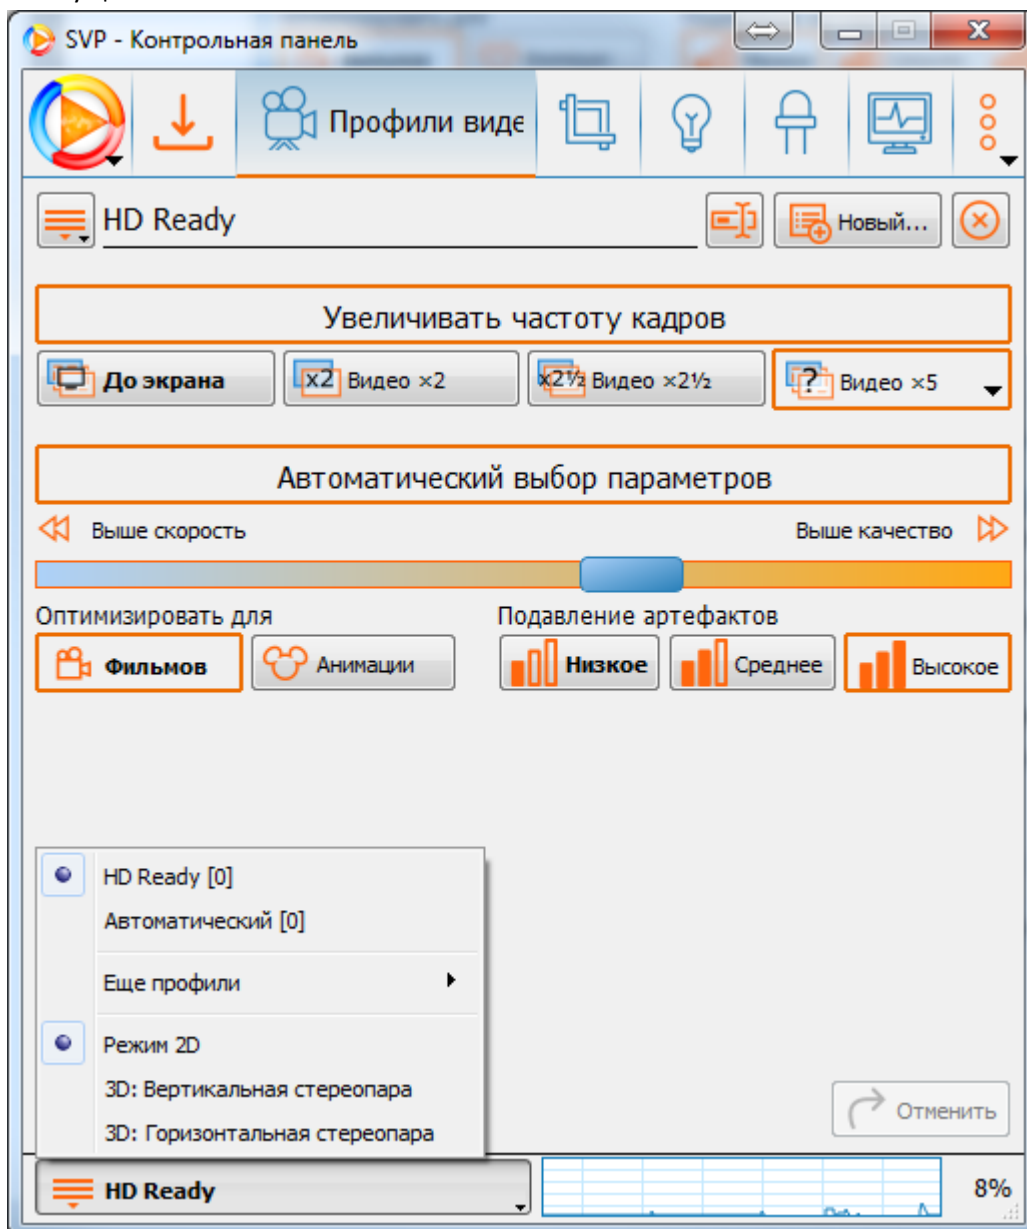 SVP - Контрольная панель
Профили виде
HD Ready
Новый...
Увеличивать частоту кадров
До экрана
x2 Видео ×2
x2½ Видео ×2½
? Видео ×5
Автоматический выбор параметров
Выше скорость
Выше качество
Оптимизировать для
Подавление артефактов
Фильмов
Анимации
Низкое
Среднее
Высокое
HD Ready [0]
Автоматический [0]
Еще профили
Режим 2D
3D: Вертикальная стереопара
3D: Горизонтальная стереопара
Отменить
HD Ready
8%